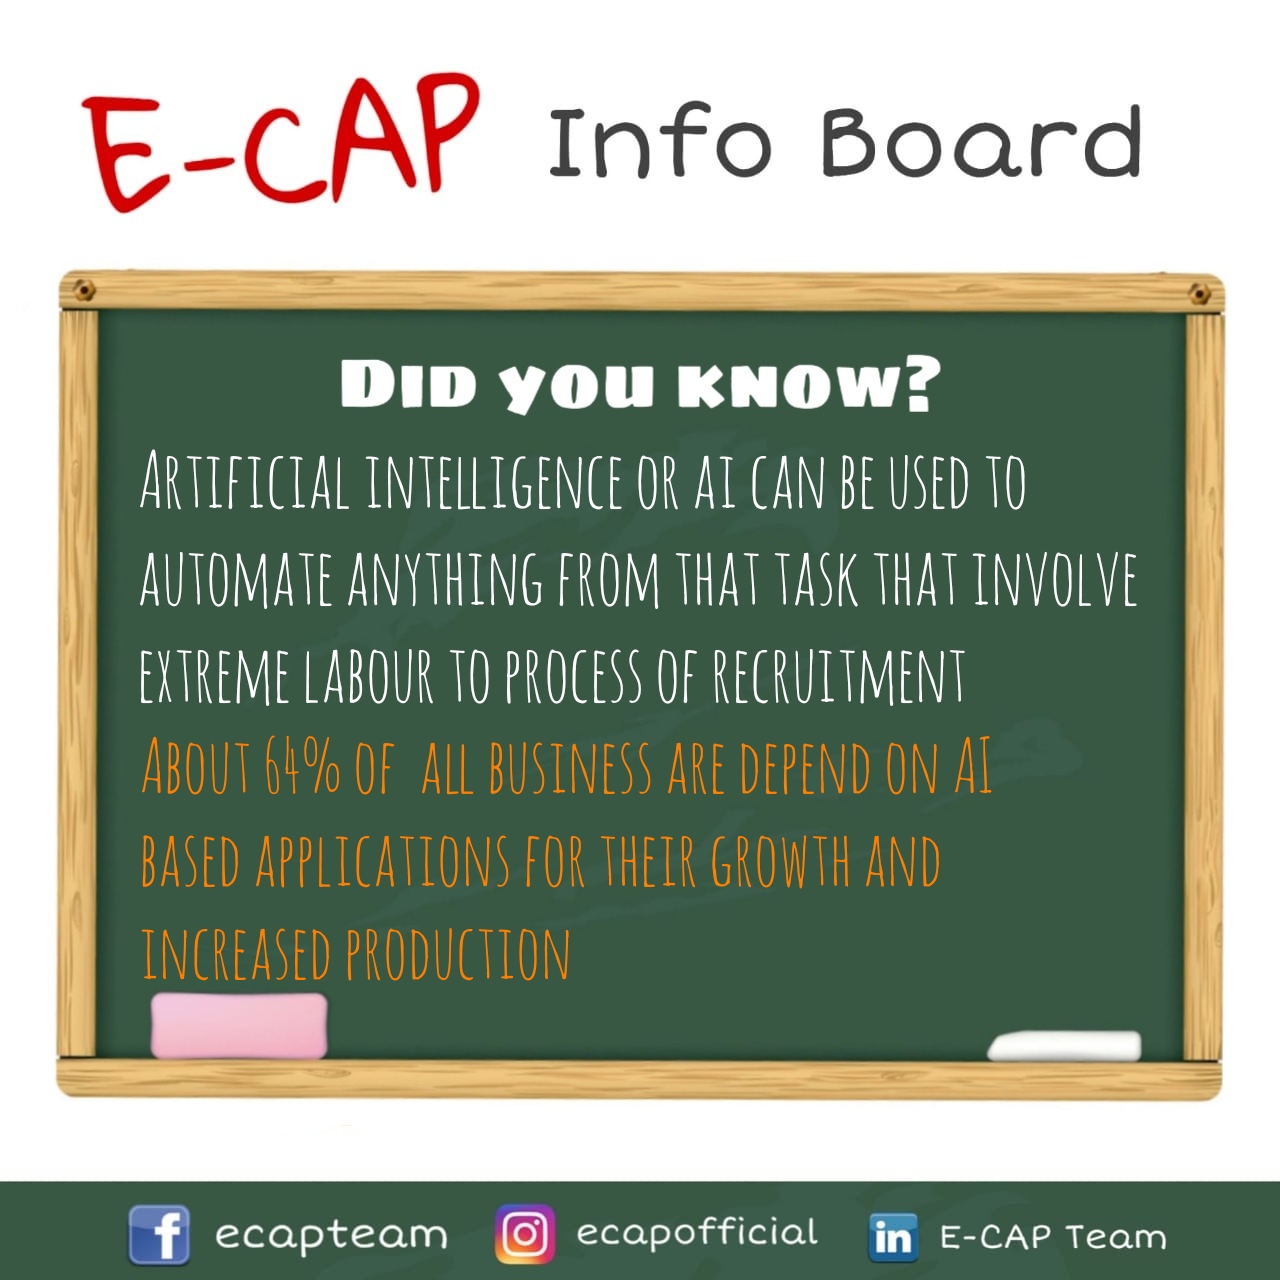 E-CAP Info Board
Did you know?
Artificial intelligence or ai can be used to
automate anything from that task that involve
extreme labour to process of recruitment
About 64% of all business are depend on AI
based applications for their growth and
increased production
ecapteam ecapofficial E-CAP Team